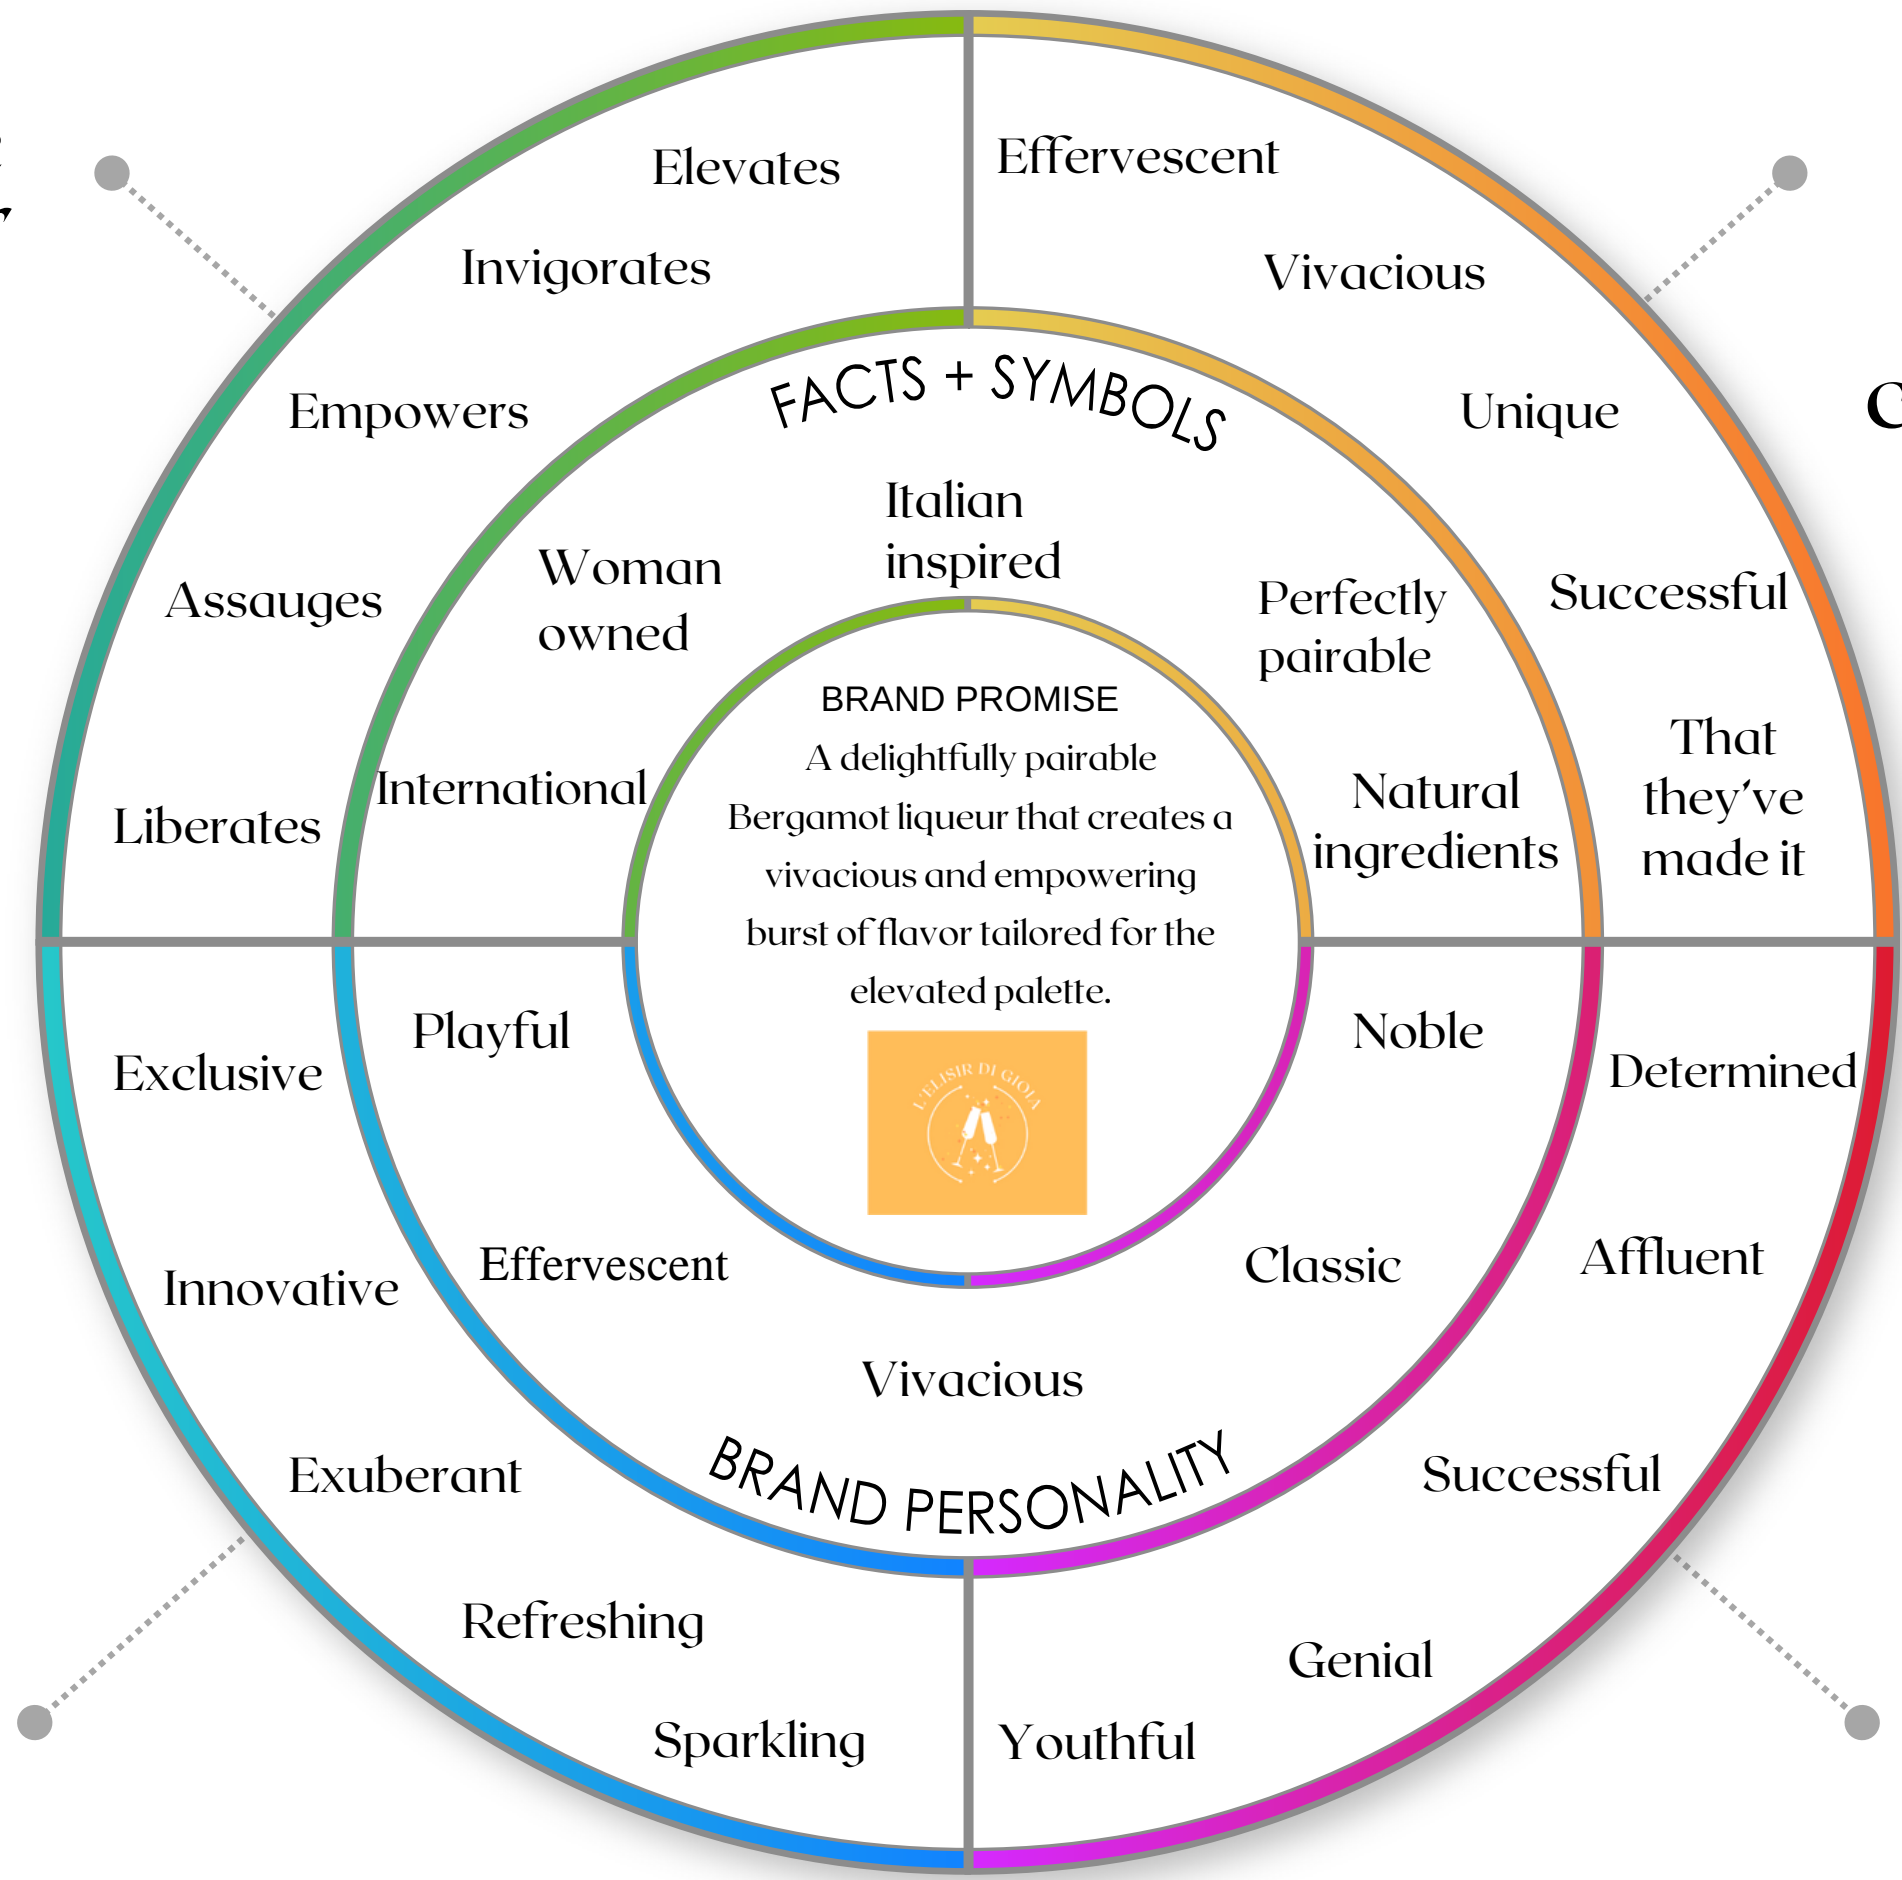 Elevates
Invigorates
Empowers
Assauges
Liberates
Effervescent
Vivacious
Unique
Successful
That
they’ve
made it
FACTS + SYMBOLS
Italian
inspired
Woman
owned
Perfectly
pairable
International
Natural
ingredients
BRAND PROMISE
A delightfully pairable
Bergamot liqueur that creates a
vivacious and empowering
burst of flavor tailored for the
elevated palette.
L'ELISIR DI GIOIA
Playful
Noble
Effervescent
Classic
Vivacious
BRAND PERSONALITY
Exclusive
Innovative
Exuberant
Refreshing
Sparkling
Determined
Affluent
Successful
Genial
Youthful